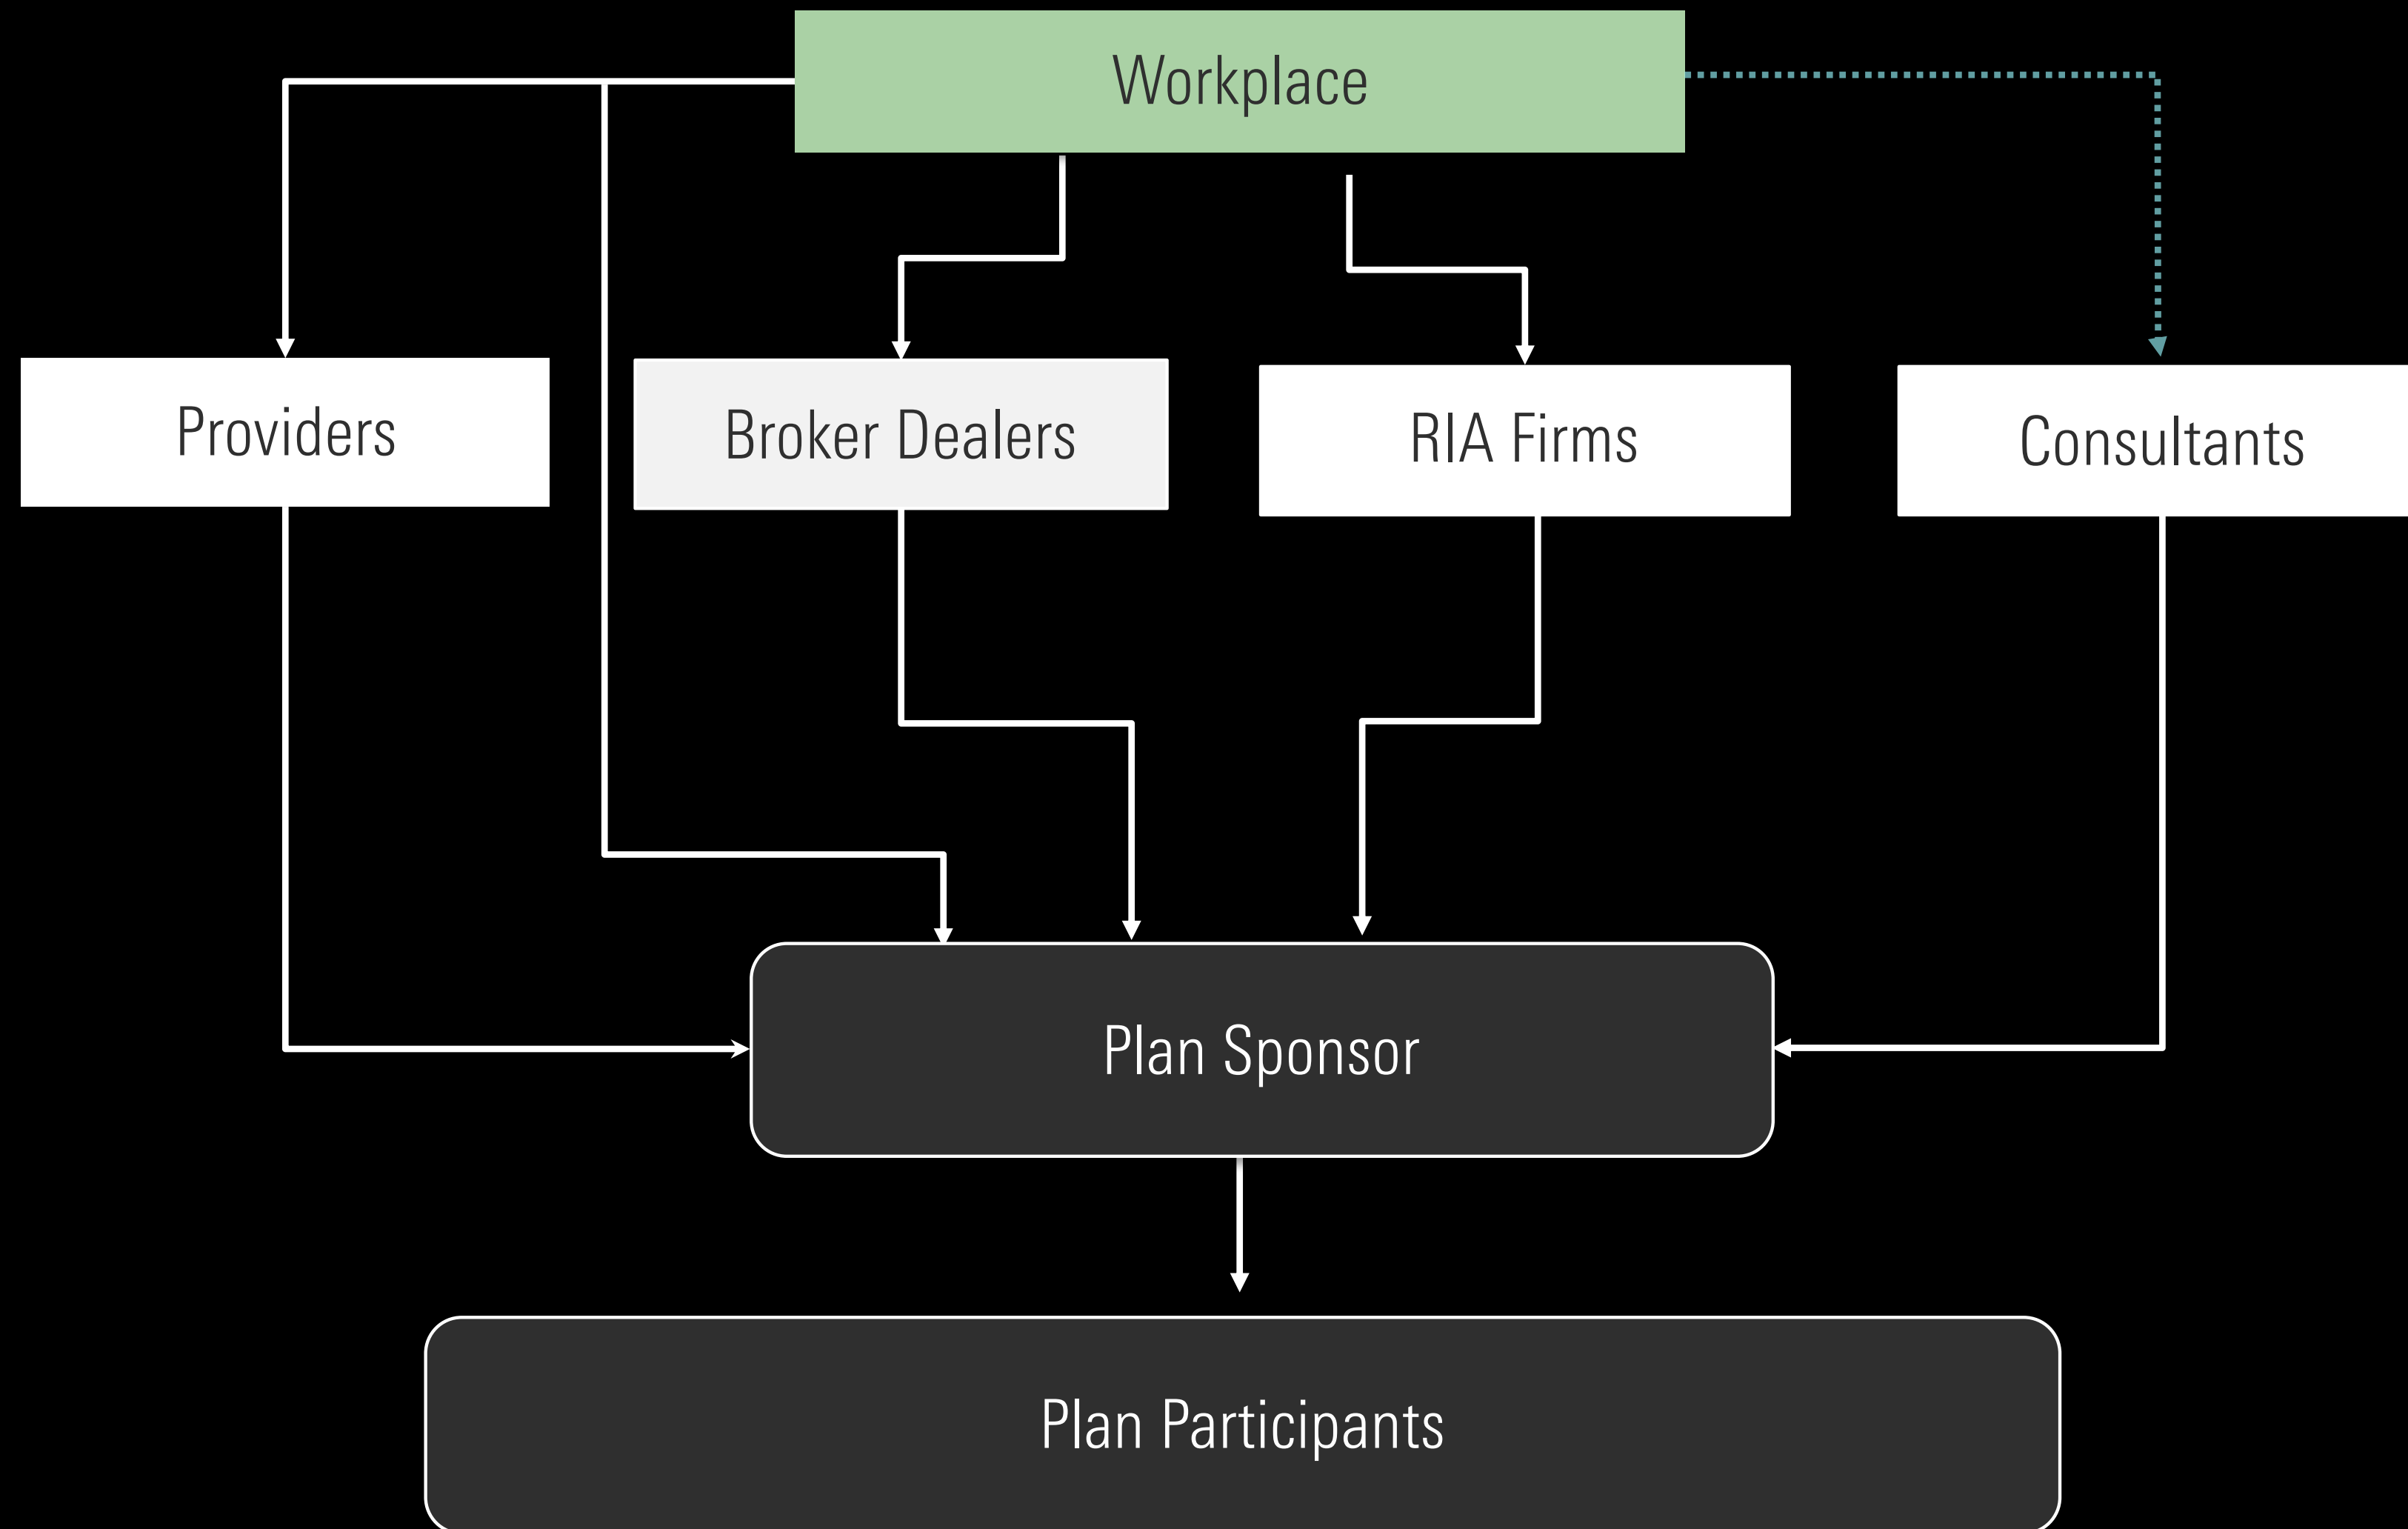 Workplace
Providers
Broker Dealers
RIA Firms
Consultants
Plan Sponsor
Plan Participants